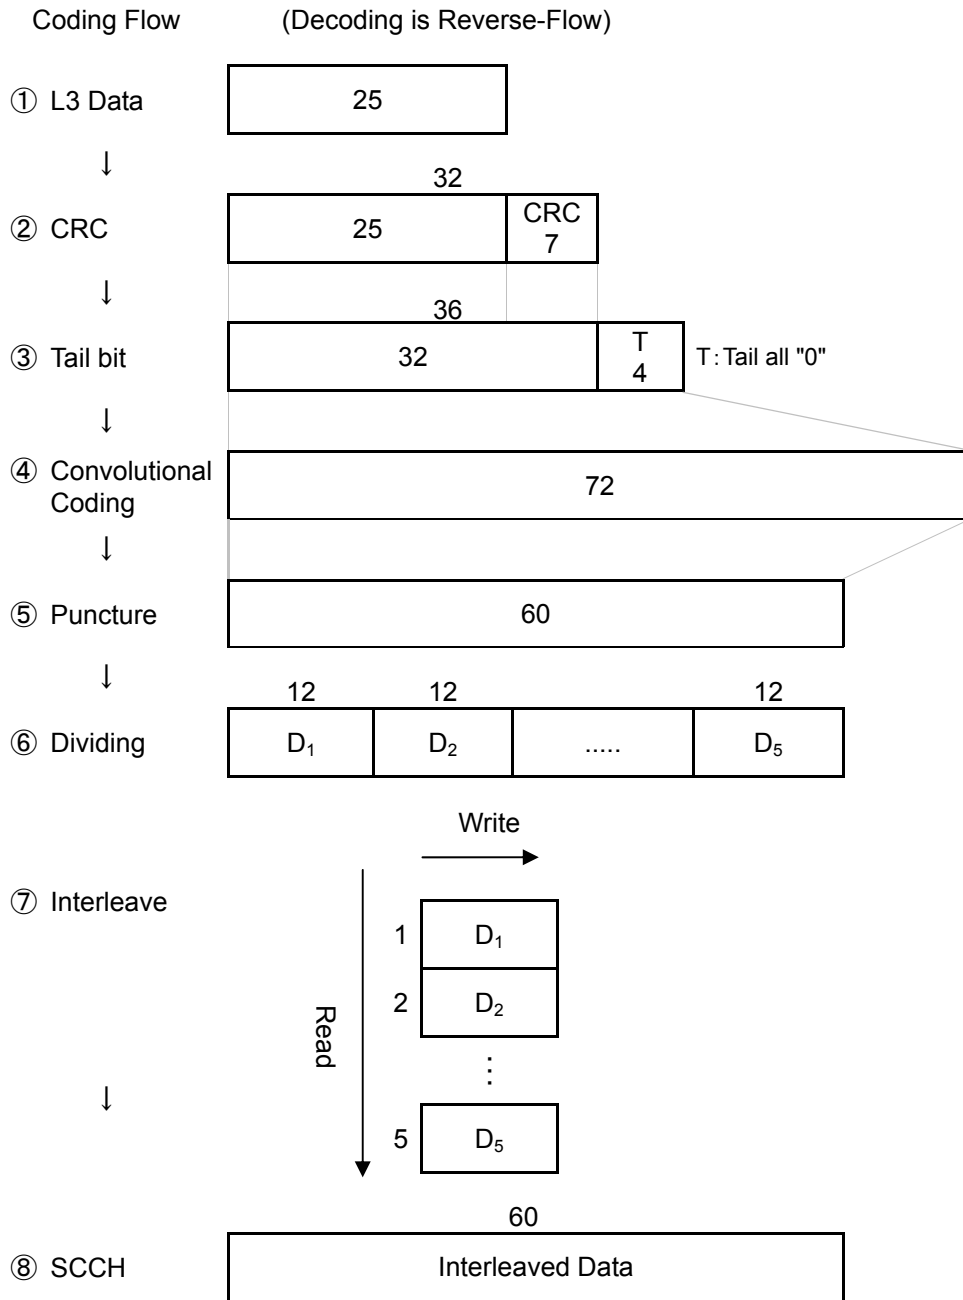 Coding Flow (Decoding is Reverse-Flow)
① L3 Data 25
↓
32
② CRC 25 CRC 7
↓
36
③ Tail bit 32 T 4 T: Tail all "0"
↓
④ Convolutional Coding 72
↓
⑤ Puncture 60
↓
12 12 12
⑥ Dividing D₁ D₂ ..... D₅
Write
⑦ Interleave
1 D₁
2 D₂
Read
⋮
↓
5 D₅
60
⑧ SCCH Interleaved Data